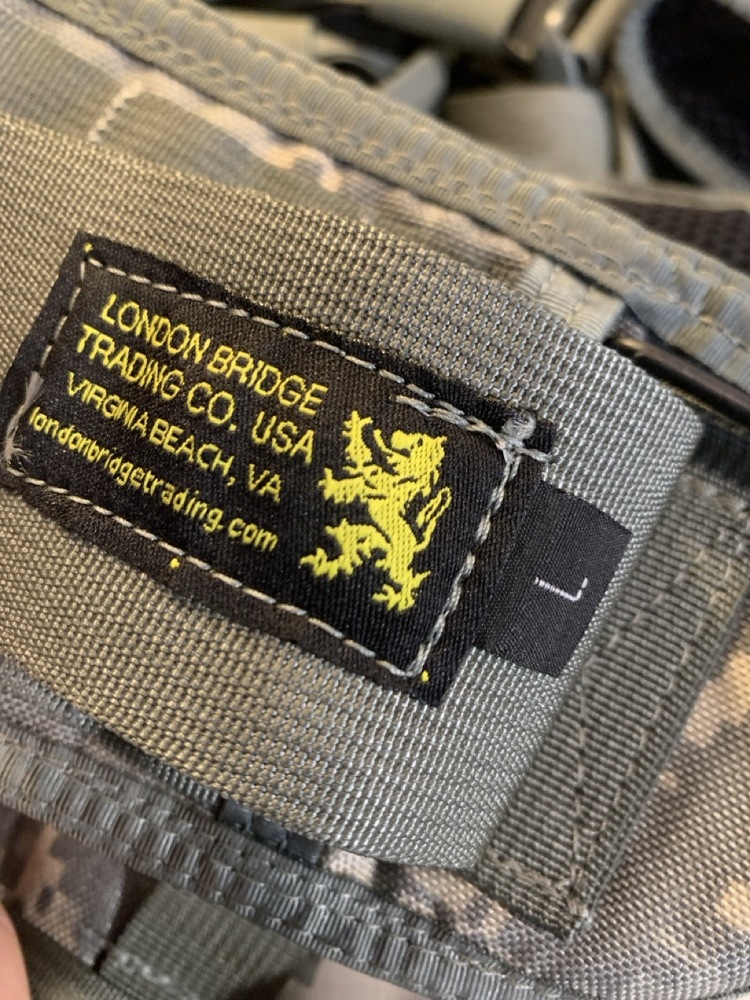 LONDON BRIDGE
TRADING CO. USA
VIRGINIA BEACH, VA
londonbridgetrading.com
L